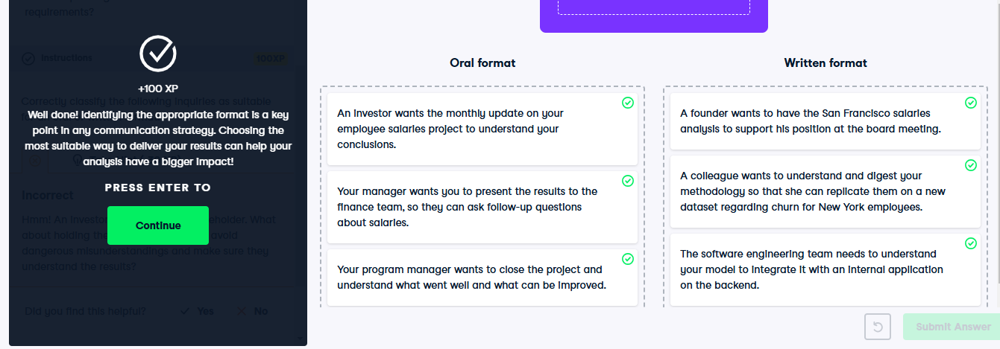 requirements?
Instructions
100XP
Correctly classify the following inquiries as suitable
+100 XP
Well done! Identifying the appropriate format is a key
point in any communication strategy. Choosing the
most suitable way to deliver your results can help your
analysis have a bigger impact!
PRESS ENTER TO
Continue
Incorrect
Hmm! An investor
holder. What
about holding the
avoid
dangerous misunderstandings and make sure they
understand the results?
Did you find this helpful?
Yes
No
Oral format
An investor wants the monthly update on your
employee salaries project to understand your
conclusions.
Your manager wants you to present the results to the
finance team, so they can ask follow-up questions
about salaries.
Your program manager wants to close the project and
understand what went well and what can be improved.
Written format
A founder wants to have the San Francisco salaries
analysis to support his position at the board meeting.
A colleague wants to understand and digest your
methodology so that she can replicate them on a new
dataset regarding churn for New York employees.
The software engineering team needs to understand
your model to integrate it with an internal application
on the backend.
Submit Answer